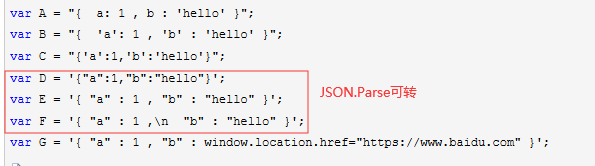 var A = "{  a: 1 , b : 'hello' }";
var B = "{  'a': 1 , 'b' : 'hello' }";
var C = "{'a':1,'b':'hello'}";
var D = '{"a":1,"b":"hello"}';
JSON.Parse可转
var E = '{ "a" : 1 , "b" : "hello" }';
var F = '{ "a" : 1 ,\n  "b" : "hello" }';
var G = '{ "a" : 1 , "b" : window.location.href="https://www.baidu.com" }';